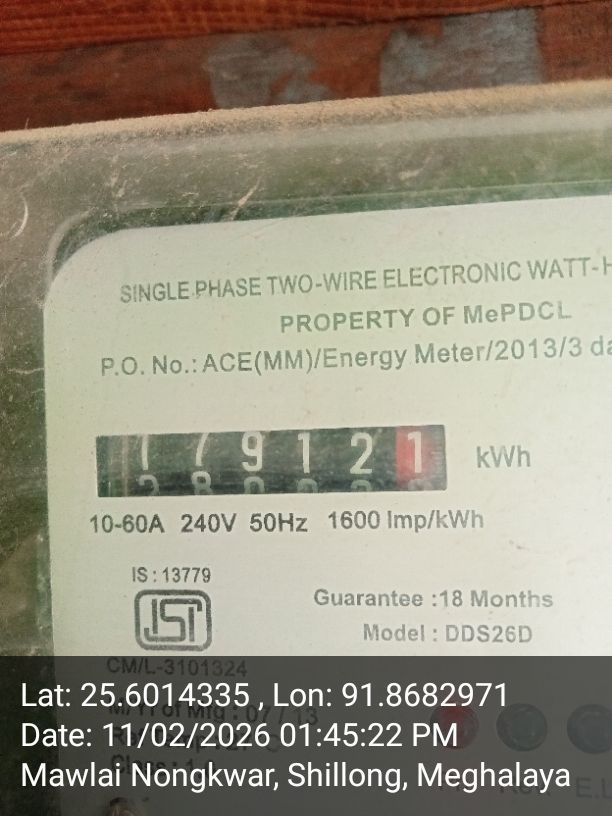 SINGLE PHASE TWO-WIRE ELECTRONIC WATT-H
PROPERTY OF MePDCL
P.O. No.: ACE(MM)/Energy Meter/2013/3 da
179121 kWh
10-60A 240V 50Hz 1600 Imp/kWh
IS : 13779
ISI
Guarantee :18 Months
Model : DDS26D
CM/L-3101324
Lat: 25.6014335 , Lon: 91.8682971
Date: 11/02/2026 01:45:22 PM
Mawlai Nongkwar, Shillong, Meghalaya